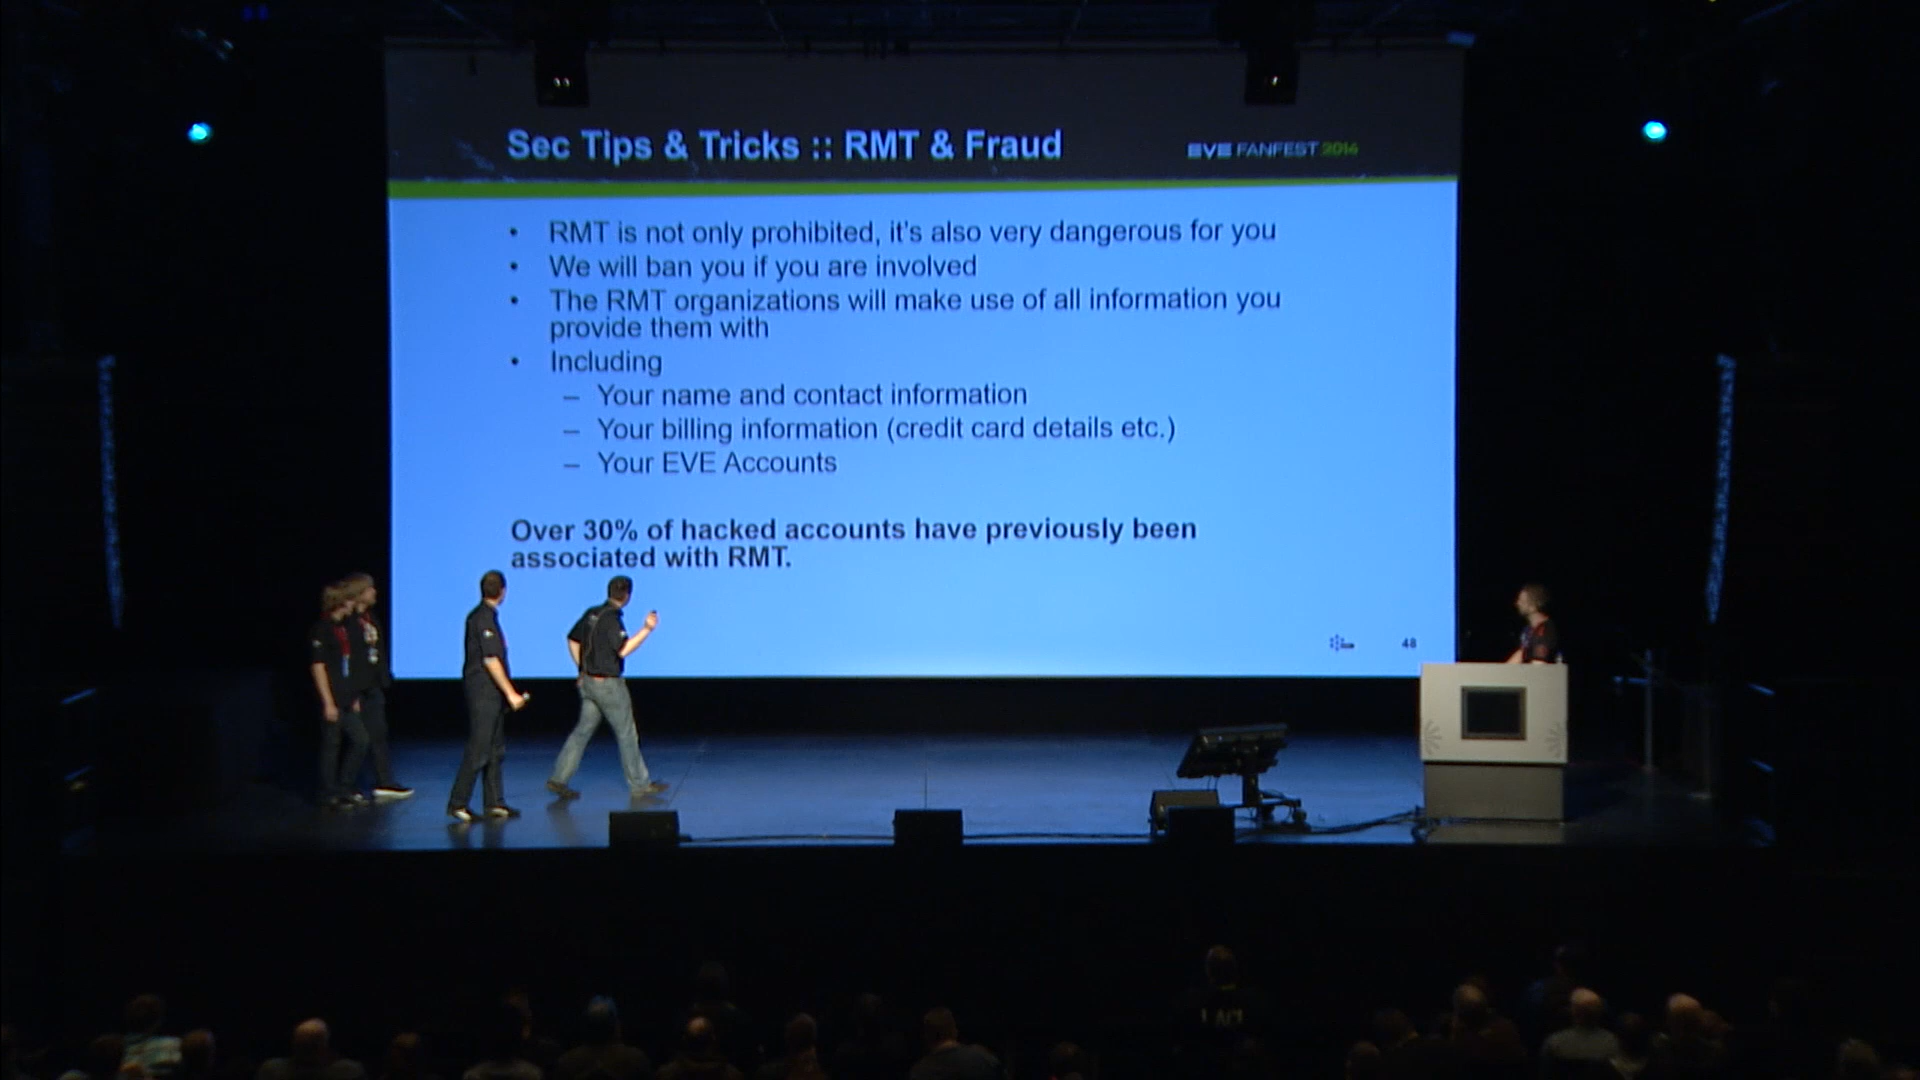 Sec Tips & Tricks :: RMT & Fraud
EVE FANFEST 2014
• RMT is not only prohibited, it's also very dangerous for you
• We will ban you if you are involved
• The RMT organizations will make use of all information you
provide them with
• Including
– Your name and contact information
– Your billing information (credit card details etc.)
– Your EVE Accounts
Over 30% of hacked accounts have previously been
associated with RMT.
48